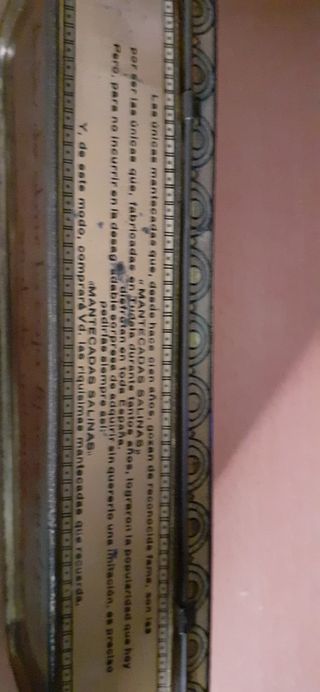 Las únicas mantecadas que, desde hace cien años, gozan de reconocida fama, son las
«MANTECADAS SALINAS»
por ser las únicas que, fabricadas en Tudela durante tantos años, lograron la popularidad que hoy
disfrutan en toda España.
Pero, para no incurrir en la desagradable sorpresa de adquirir sin quererlo una imitación, es preciso
pedirlas siempre así:
«MANTECADAS SALINAS»
Y, de este modo, comprará Vd. las riquísimas mantecadas que recuerda.